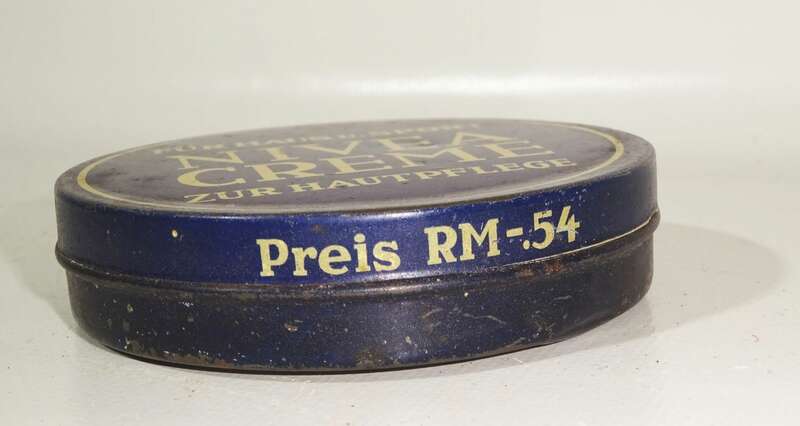 NIVEA
CREME
ZUR HAUTPFLEGE
Preis RM-.54